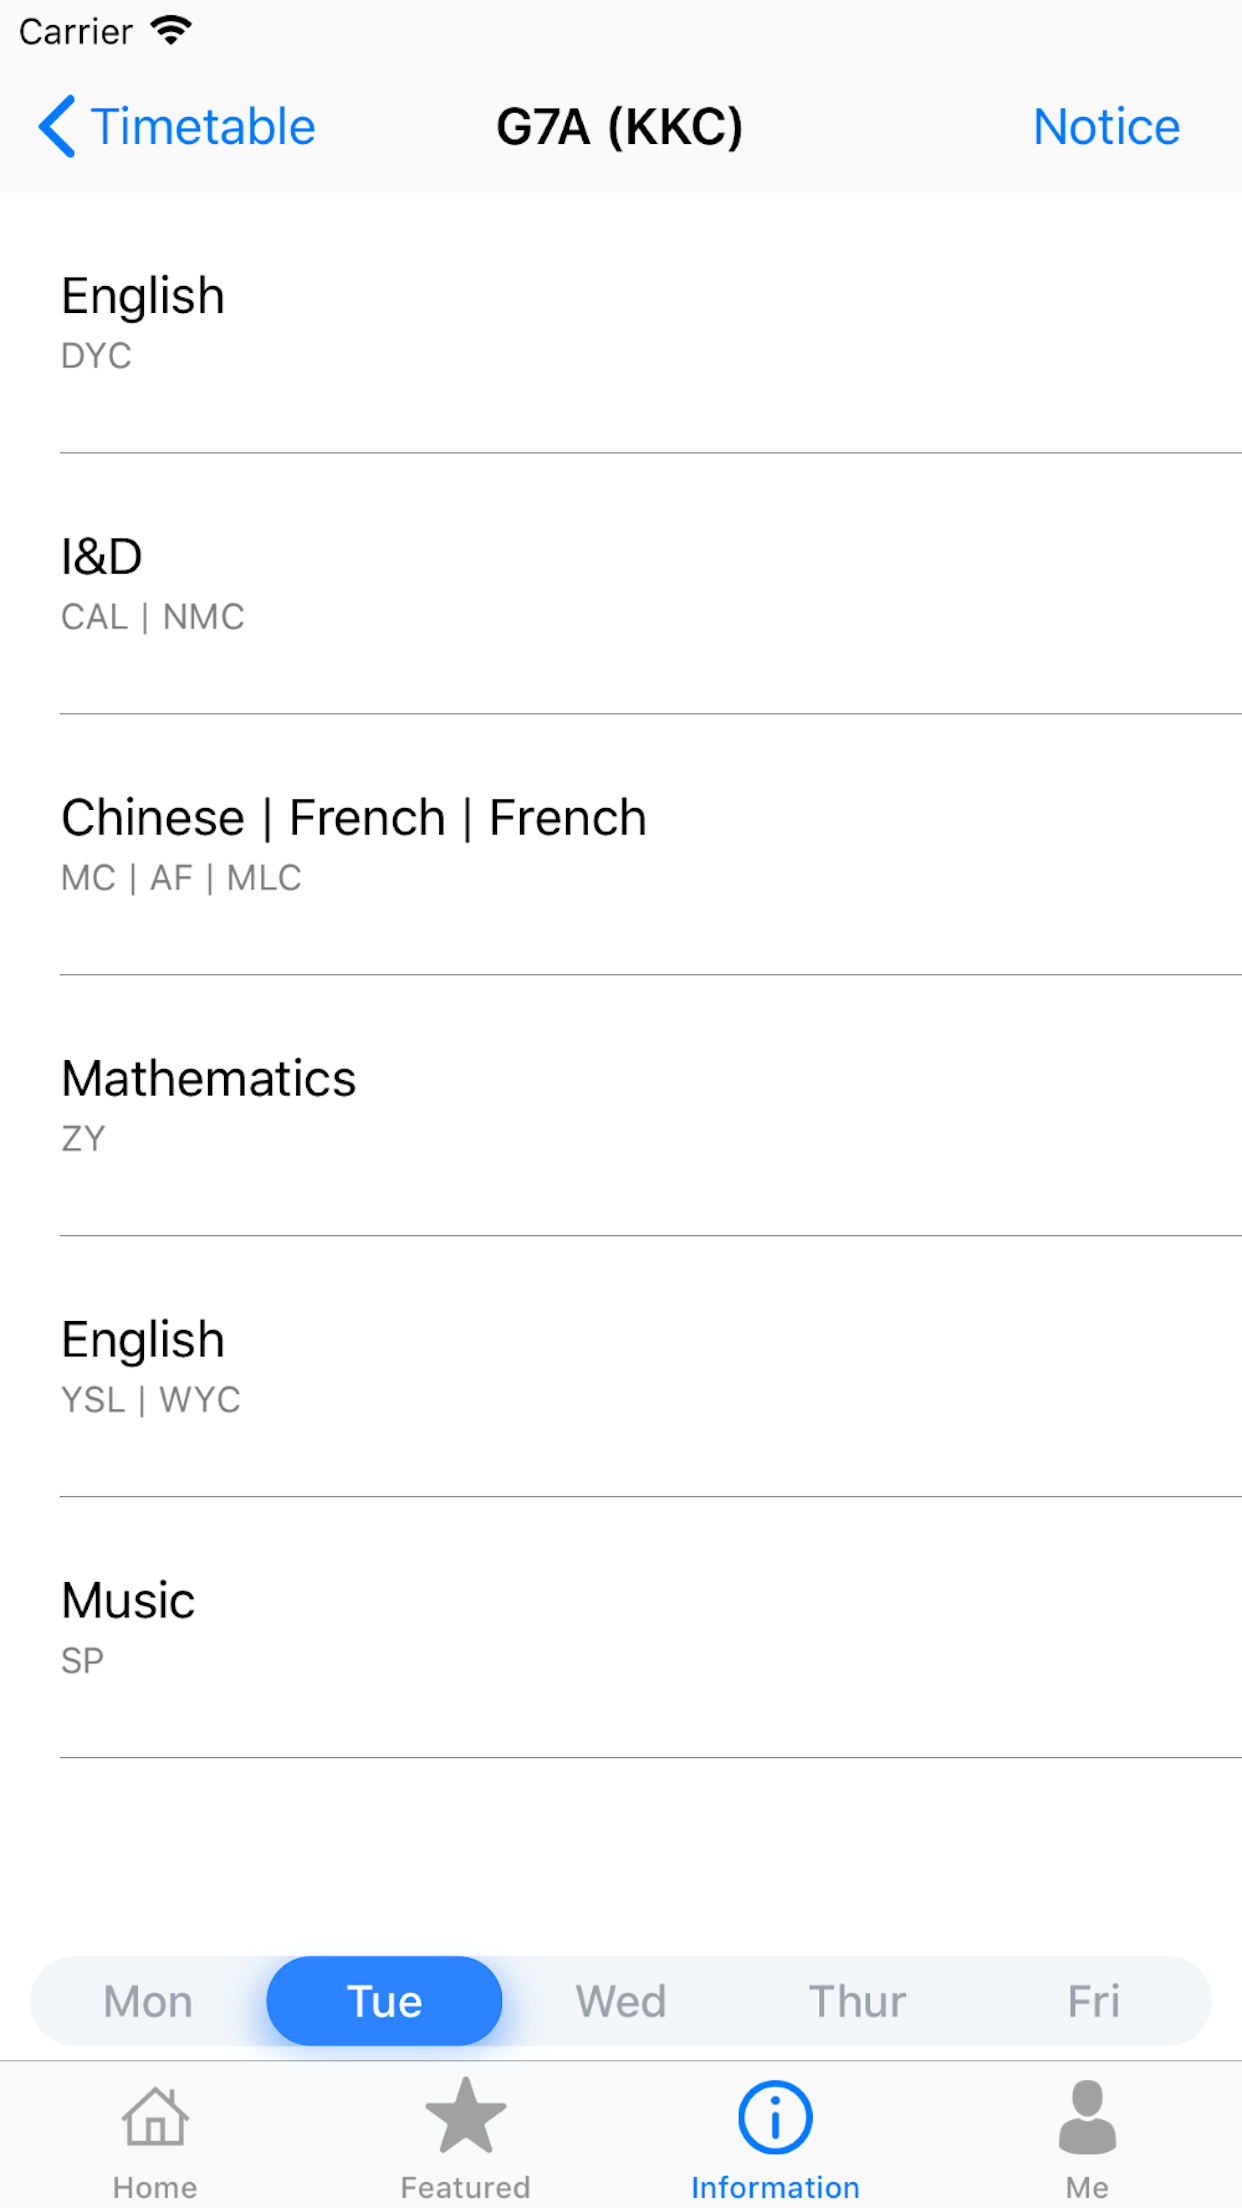 Carrier
Timetable G7A (KKC) Notice
English
DYC
I&D
CAL | NMC
Chinese | French | French
MC | AF | MLC
Mathematics
ZY
English
YSL | WYC
Music
SP
Mon Tue Wed Thur Fri
Home Featured Information Me